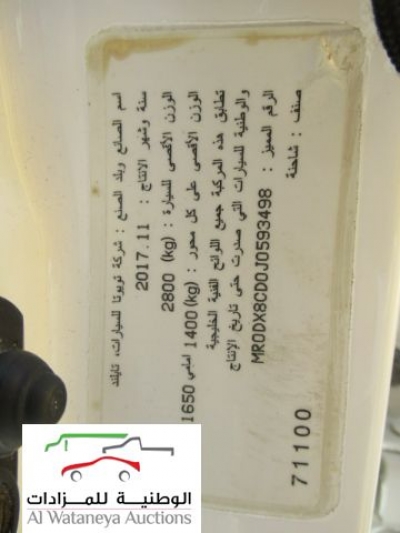 اسم الصانع وبلد الصنع : شركة تويوتا للسيارات، تايلند
سنة وشهر الانتاج : 2017.11
الوزن الأقصى للسيارة : (kg) 2800
الوزن الأقصى على كل محور : (kg) 1400 امامي 1650
تطابق هذه المركبة جميع اللوائح الفنية الخليجية
والوطنية للسيارات التي صدرت حتى تاريخ الإنتاج
الرقم المميز : MR0DX8CD0J0593498
صنف : شاحنة
71100
الوطنية للمزادات
Al Wataneya Auctions